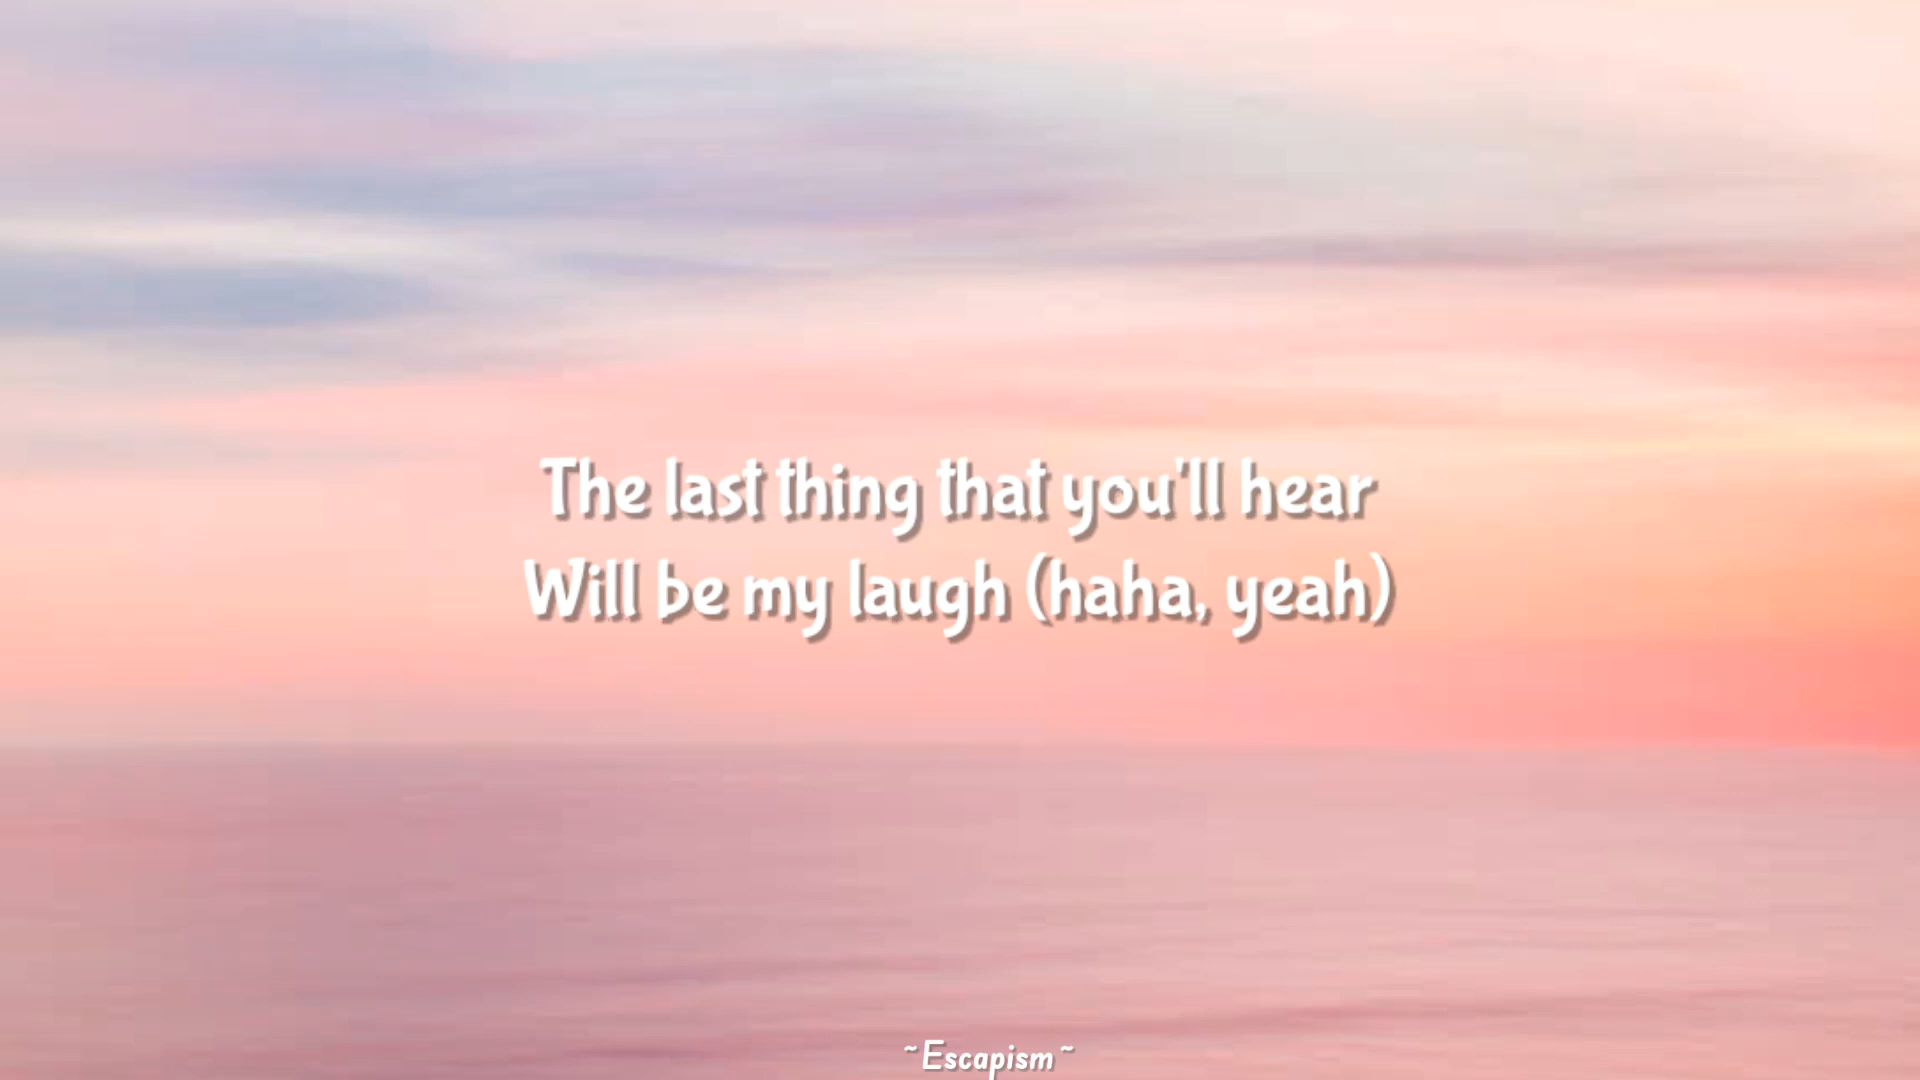 The last thing that you'll hear
Will be my laugh (haha, yeah)
~Escapism~